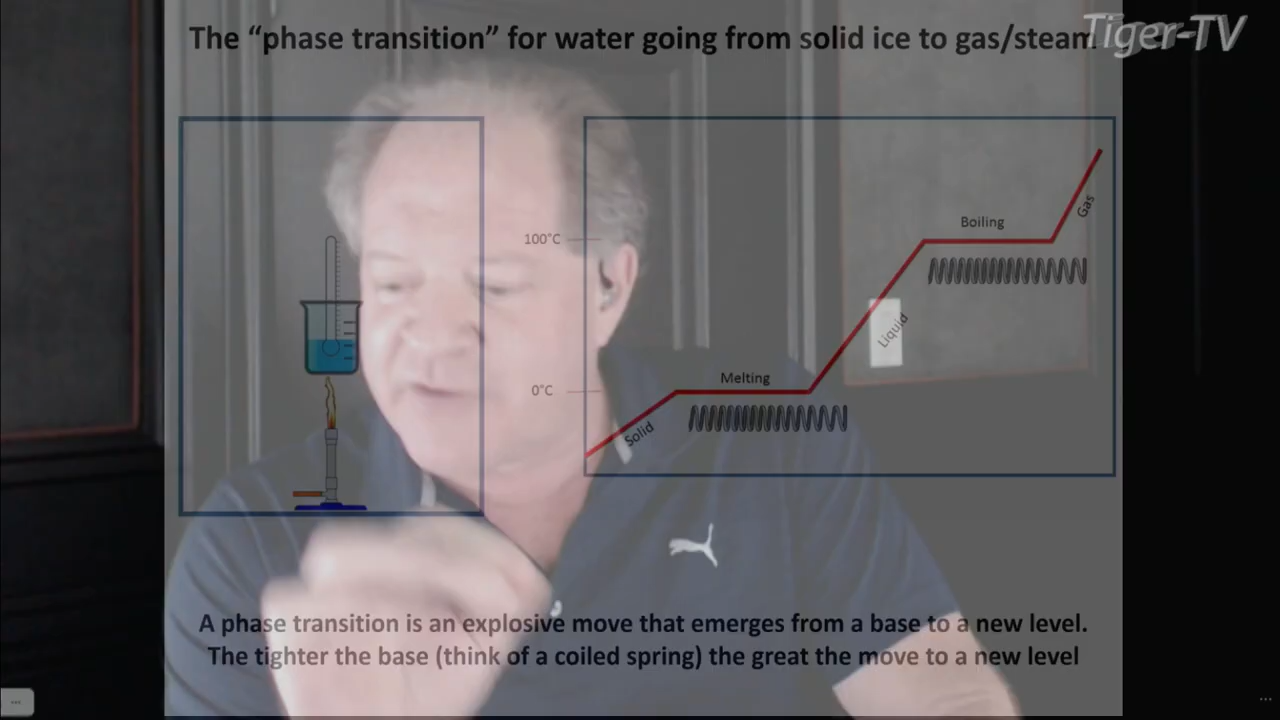 The “phase transition” for water going from solid ice to gas/steam
Tiger-TV
Boiling
Gas
100°C
Liquid
Melting
0°C
Solid
A phase transition is an explosive move that emerges from a base to a new level.
The tighter the base (think of a coiled spring) the great the move to a new level